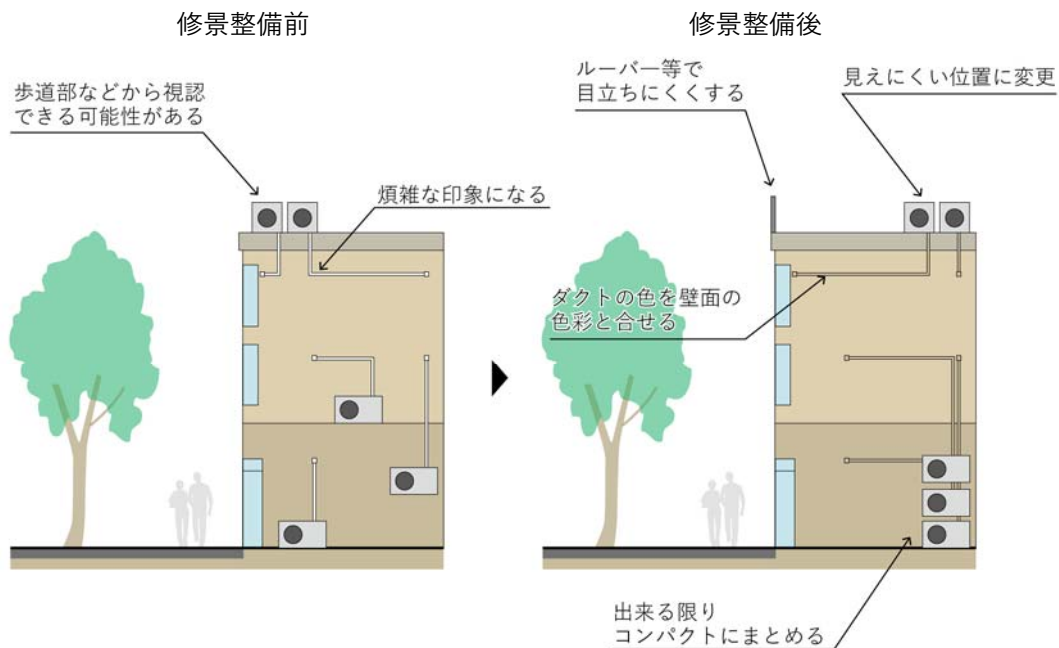 修景整備前
修景整備後
歩道部などから視認
できる可能性がある
煩雑な印象になる
ルーバー等で
目立ちにくくする
見えにくい位置に変更
ダクトの色を壁面の
色彩と合せる
出来る限り
コンパクトにまとめる